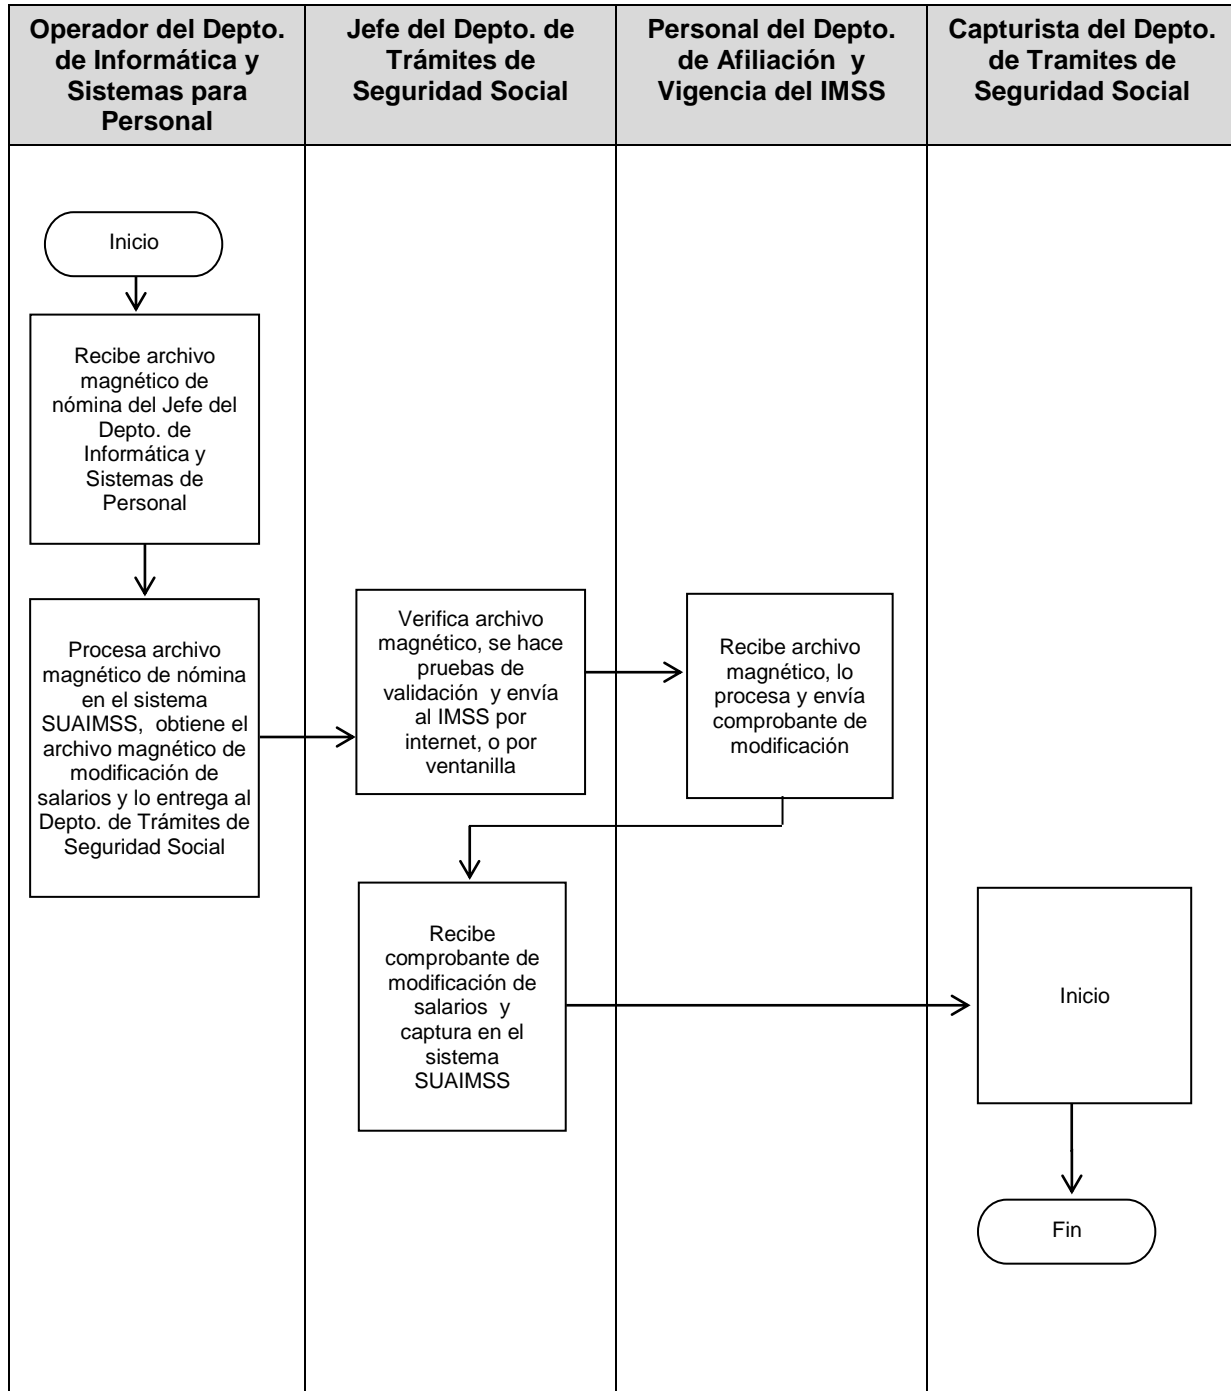 Operador del Depto.
de Informática y
Sistemas para
Personal
Jefe del Depto. de
Trámites de
Seguridad Social
Personal del Depto.
de Afiliación y
Vigencia del IMSS
Capturista del Depto.
de Tramites de
Seguridad Social
Inicio
Recibe archivo
magnético de
nómina del Jefe del
Depto. de
Informática y
Sistemas de
Personal
Procesa archivo
magnético de nómina
en el sistema
SUAIMSS, obtiene el
archivo magnético de
modificación de
salarios y lo entrega al
Depto. de Trámites de
Seguridad Social
Verifica archivo
magnético, se hace
pruebas de
validación y envía
al IMSS por
internet, o por
ventanilla
Recibe archivo
magnético, lo
procesa y envía
comprobante de
modificación
Recibe
comprobante de
modificación de
salarios y
captura en el
sistema
SUAIMSS
Inicio
Fin